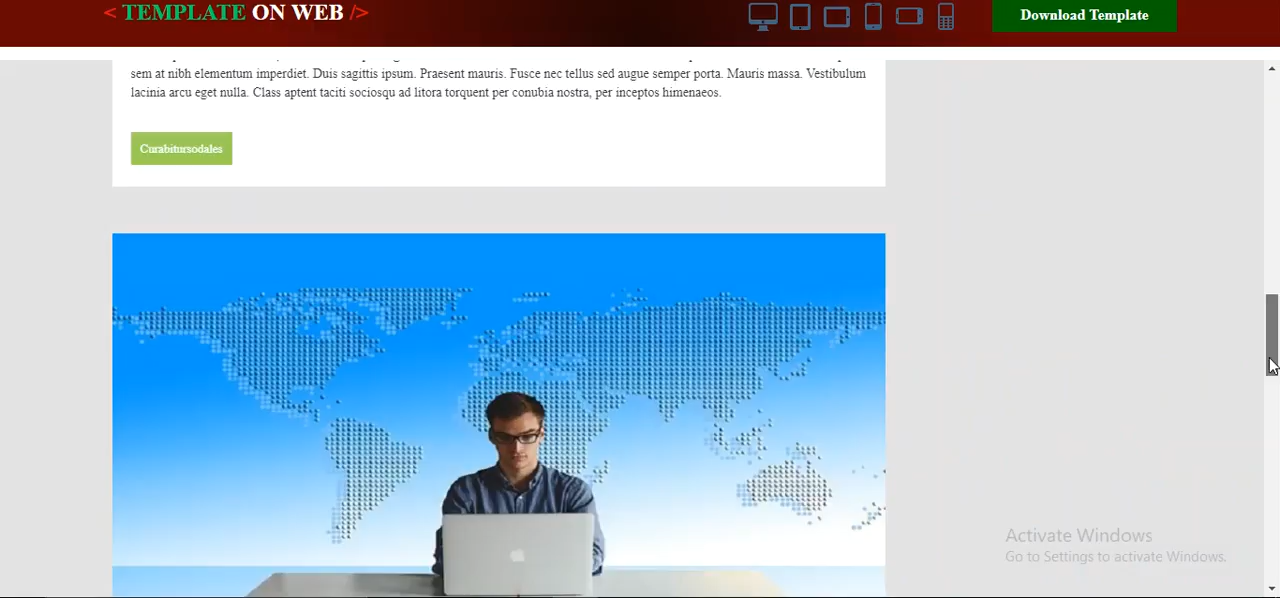 < TEMPLATE ON WEB />
Download Template
sem at nibh elementum imperdiet. Duis sagittis ipsum. Praesent mauris. Fusce nec tellus sed augue semper porta. Mauris massa. Vestibulum
lacinia arcu eget nulla. Class aptent taciti sociosqu ad litora torquent per conubia nostra, per inceptos himenaeos.
Curabitursodales
Activate Windows
Go to Settings to activate Windows.